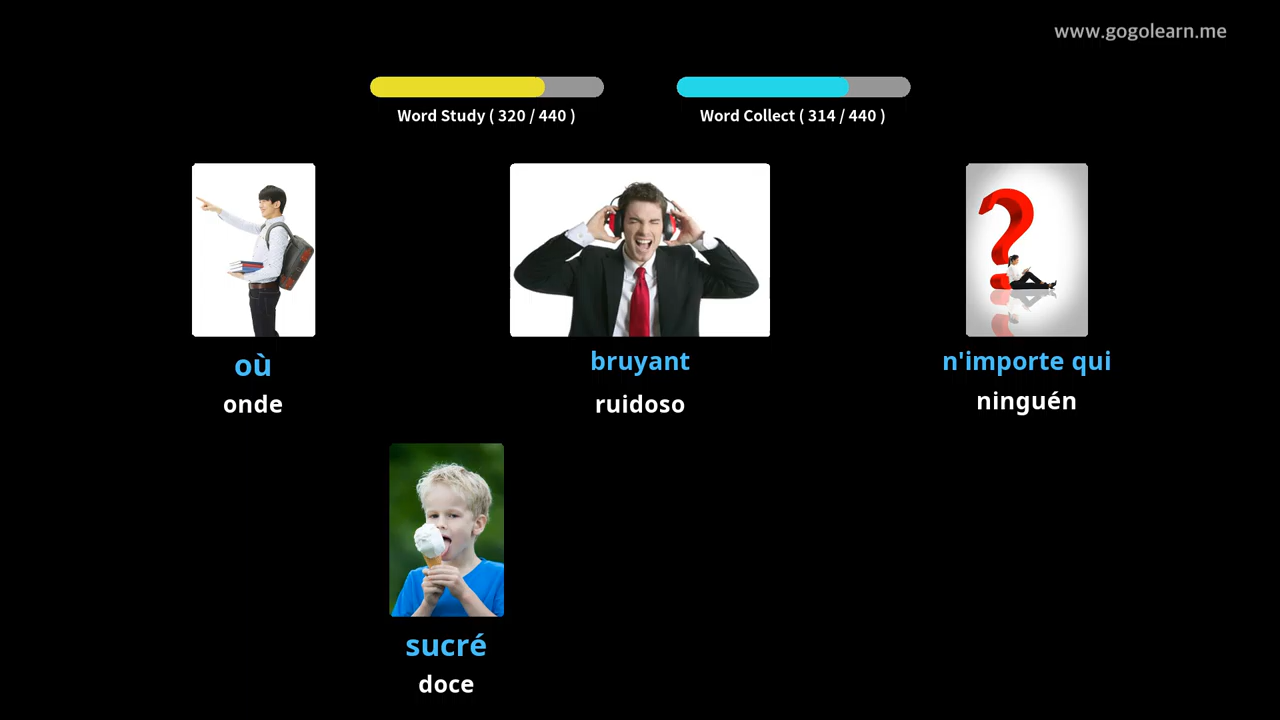 www.gogolearn.me
Word Study ( 320 / 440 )
Word Collect ( 314 / 440 )
où
bruyant
n'importe qui
onde
ruidoso
ninguén
sucré
doce